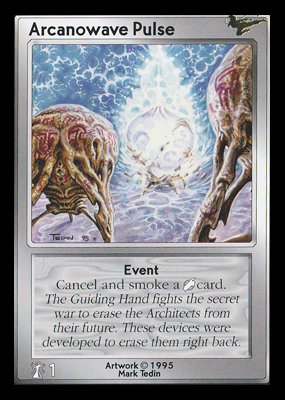 Arcanowave Pulse
TEDIN 95
Event
Cancel and smoke a card.
The Guiding Hand fights the secret
war to erase the Architects from
their future. These devices were
developed to erase them right back.
1
Artwork © 1995
Mark Tedin